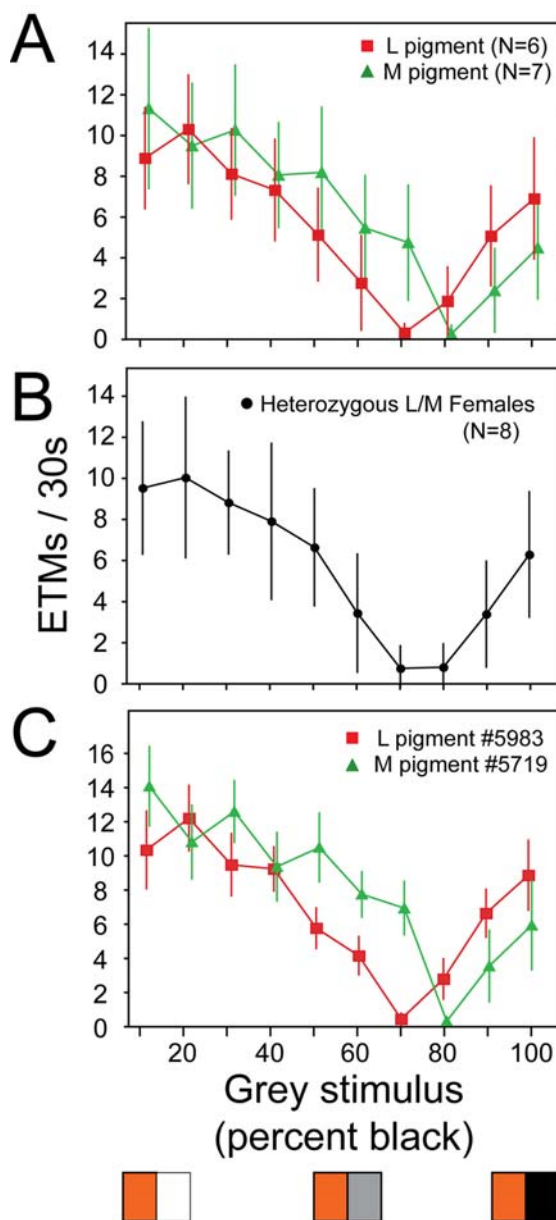 A
L pigment (N=6)
M pigment (N=7)
14
12
10
8
6
4
2
0
B
Heterozygous L/M Females
(N=8)
14
12
10
8
6
4
2
0
ETMs / 30s
C
L pigment #5983
M pigment #5719
16
14
12
10
8
6
4
2
0
20 40 60 80 100
Grey stimulus
(percent black)